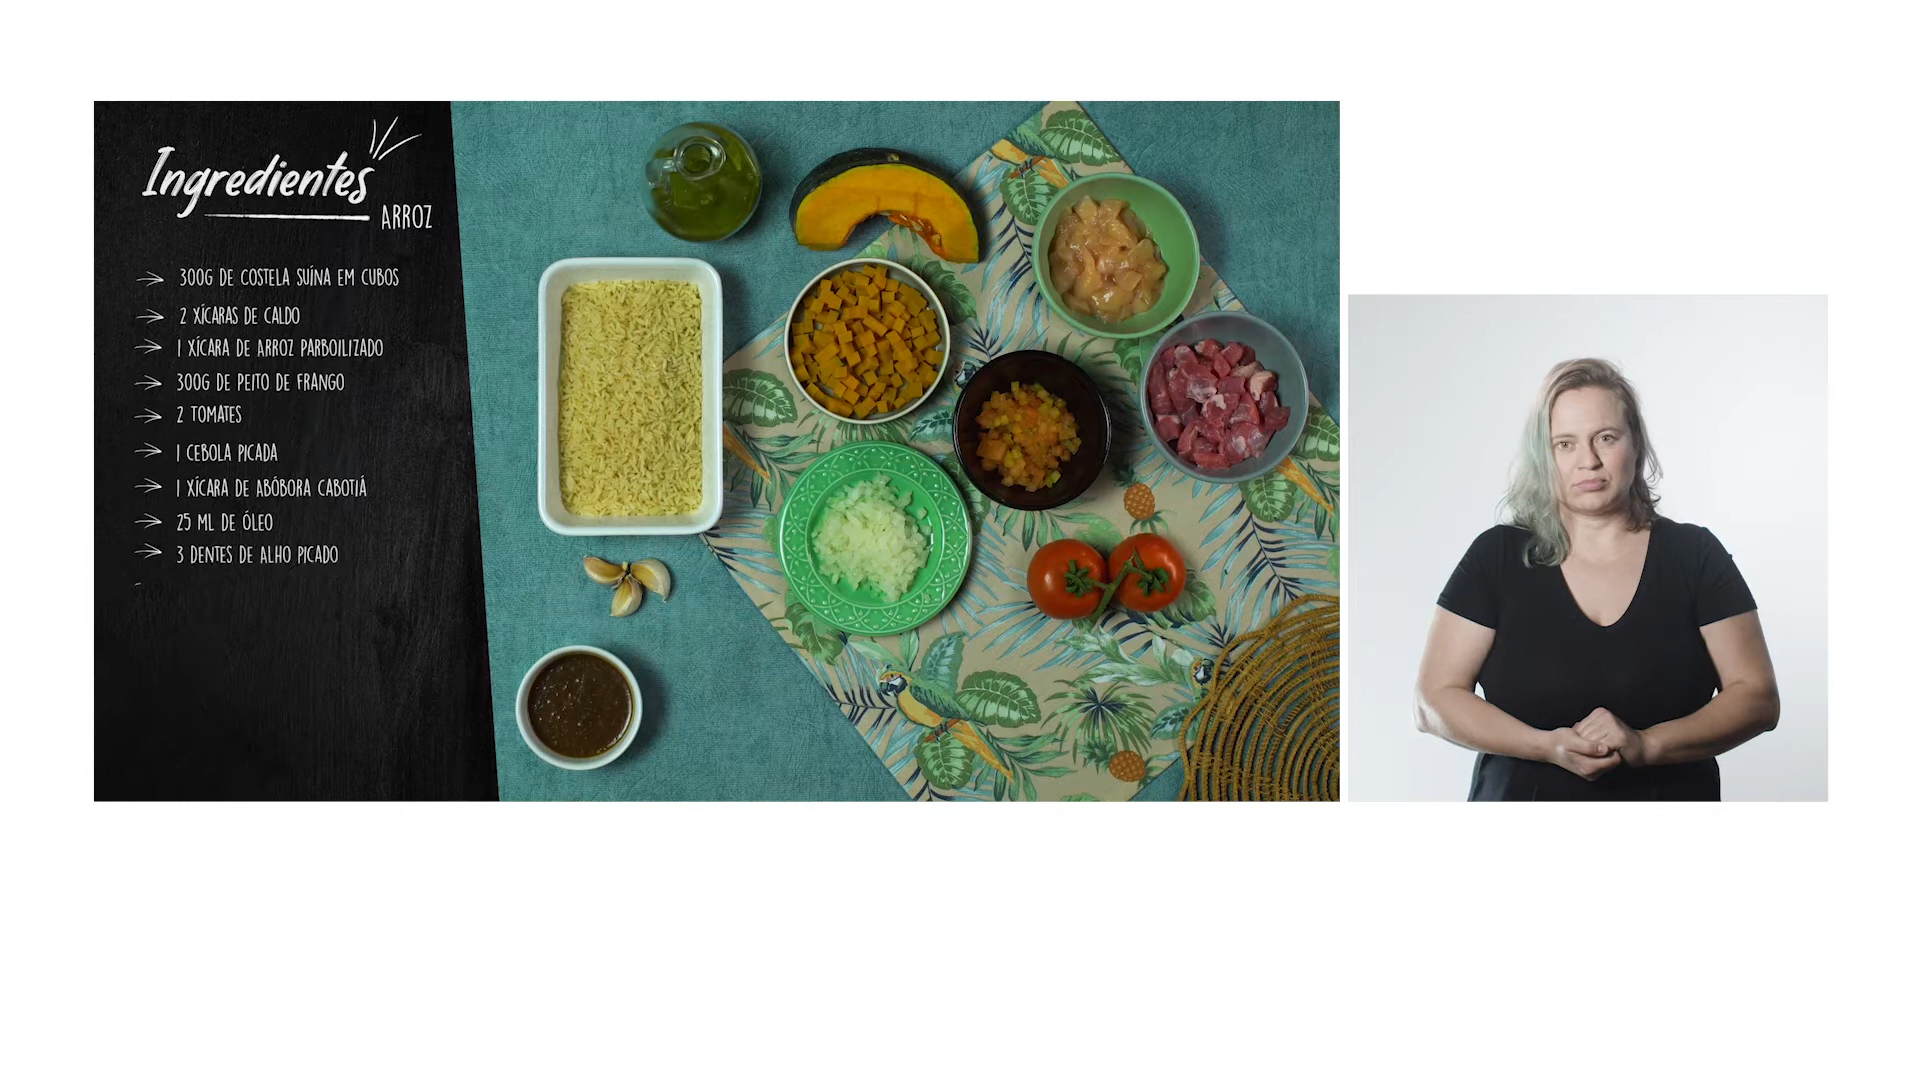 Ingredientes
ARROZ
300G DE COSTELA SUÍNA EM CUBOS
2 XÍCARAS DE CALDO
1 XÍCARA DE ARROZ PARBOILIZADO
300G DE PEITO DE FRANGO
2 TOMATES
1 CEBOLA PICADA
1 XÍCARA DE ABÓBORA CABOTIÁ
25 ML DE ÓLEO
3 DENTES DE ALHO PICADO